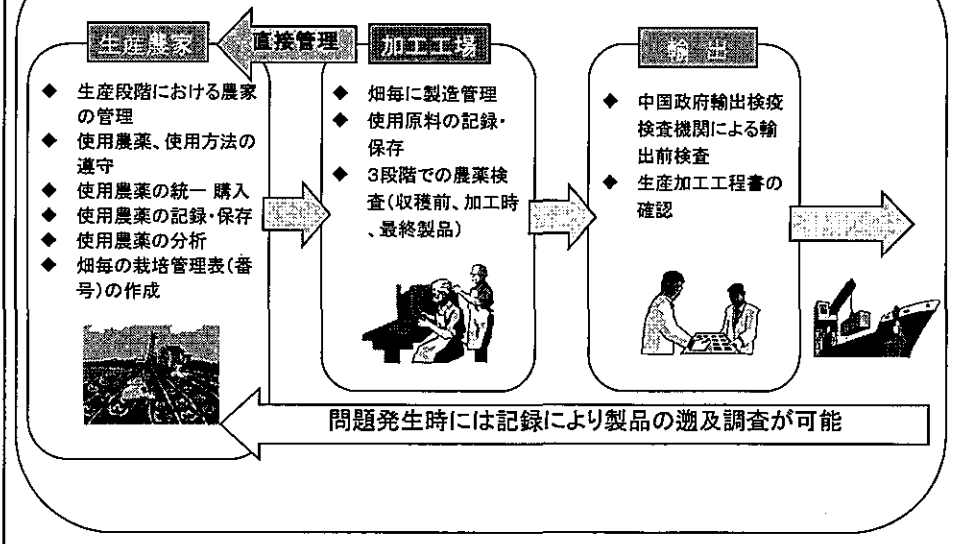 生産農家
直接管理
加工工場
輸出
◆ 生産段階における農家
の管理
◆ 使用農薬、使用方法の
遵守
◆ 使用農薬の統一 購入
◆ 使用農薬の記録・保存
◆ 使用農薬の分析
◆ 畑毎の栽培管理表(番
号)の作成
◆ 畑毎に製造管理
◆ 使用原料の記録・
保存
◆ 3段階での農薬検
査(収穫前、加工時
、最終製品)
◆ 中国政府輸出検疫
検査機関による輸
出前検査
◆ 生産加工工程書の
確認
問題発生時には記録により製品の遡及調査が可能